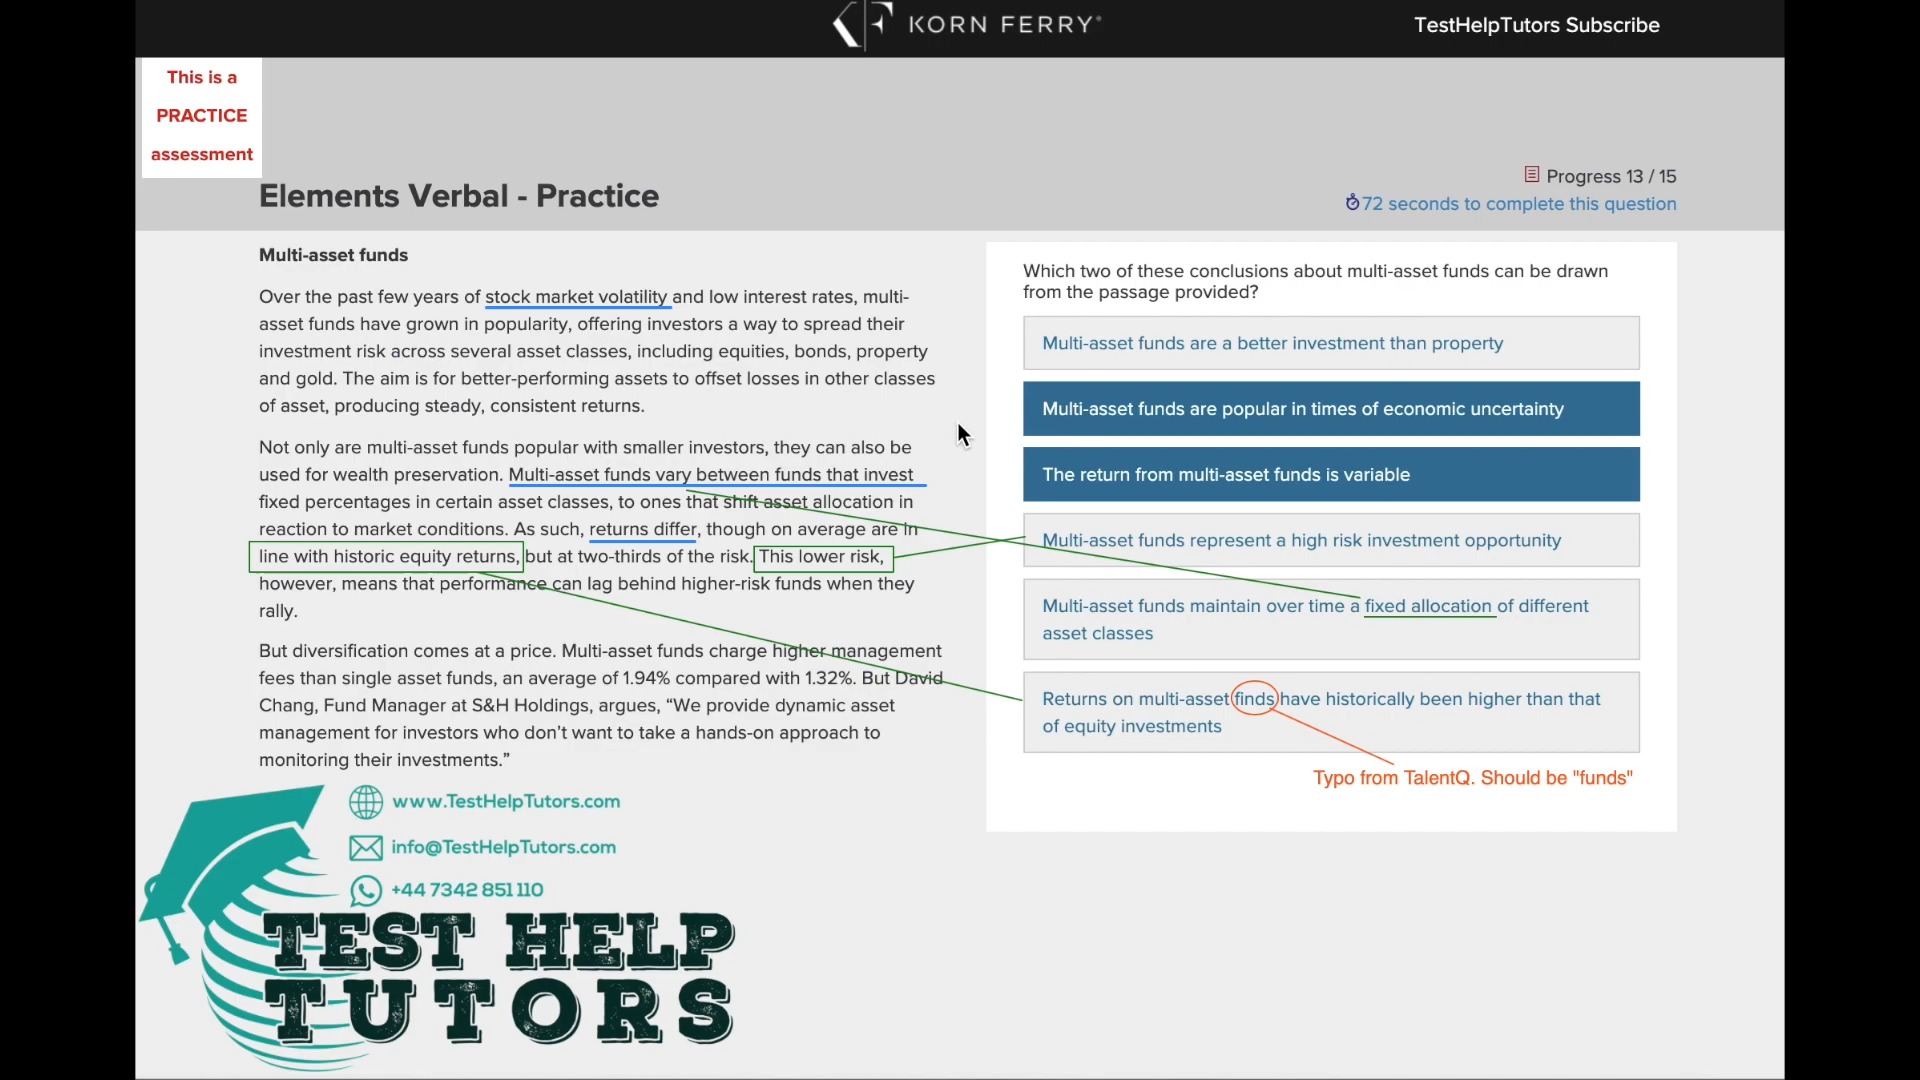 KORN FERRY®
TestHelpTutors Subscribe
This is a
PRACTICE
assessment
Elements Verbal - Practice
Progress 13 / 15
72 seconds to complete this question
Multi-asset funds
Over the past few years of stock market volatility and low interest rates, multi-
asset funds have grown in popularity, offering investors a way to spread their
investment risk across several asset classes, including equities, bonds, property
and gold. The aim is for better-performing assets to offset losses in other classes
of asset, producing steady, consistent returns.
Not only are multi-asset funds popular with smaller investors, they can also be
used for wealth preservation. Multi-asset funds vary between funds that invest
fixed percentages in certain asset classes, to ones that shift asset allocation in
reaction to market conditions. As such, returns differ, though on average are in
line with historic equity returns, but at two-thirds of the risk. This lower risk,
however, means that performance can lag behind higher-risk funds when they
rally.
But diversification comes at a price. Multi-asset funds charge higher management
fees than single asset funds, an average of 1.94% compared with 1.32%. But David
Chang, Fund Manager at S&H Holdings, argues, “We provide dynamic asset
management for investors who don’t want to take a hands-on approach to
monitoring their investments.”
Which two of these conclusions about multi-asset funds can be drawn
from the passage provided?
Multi-asset funds are a better investment than property
Multi-asset funds are popular in times of economic uncertainty
The return from multi-asset funds is variable
Multi-asset funds represent a high risk investment opportunity
Multi-asset funds maintain over time a fixed allocation of different
asset classes
Returns on multi-asset finds have historically been higher than that
of equity investments
Typo from TalentQ. Should be "funds"
www.TestHelpTutors.com
info@TestHelpTutors.com
+44 7342 851 110
TEST HELP
TUTORS